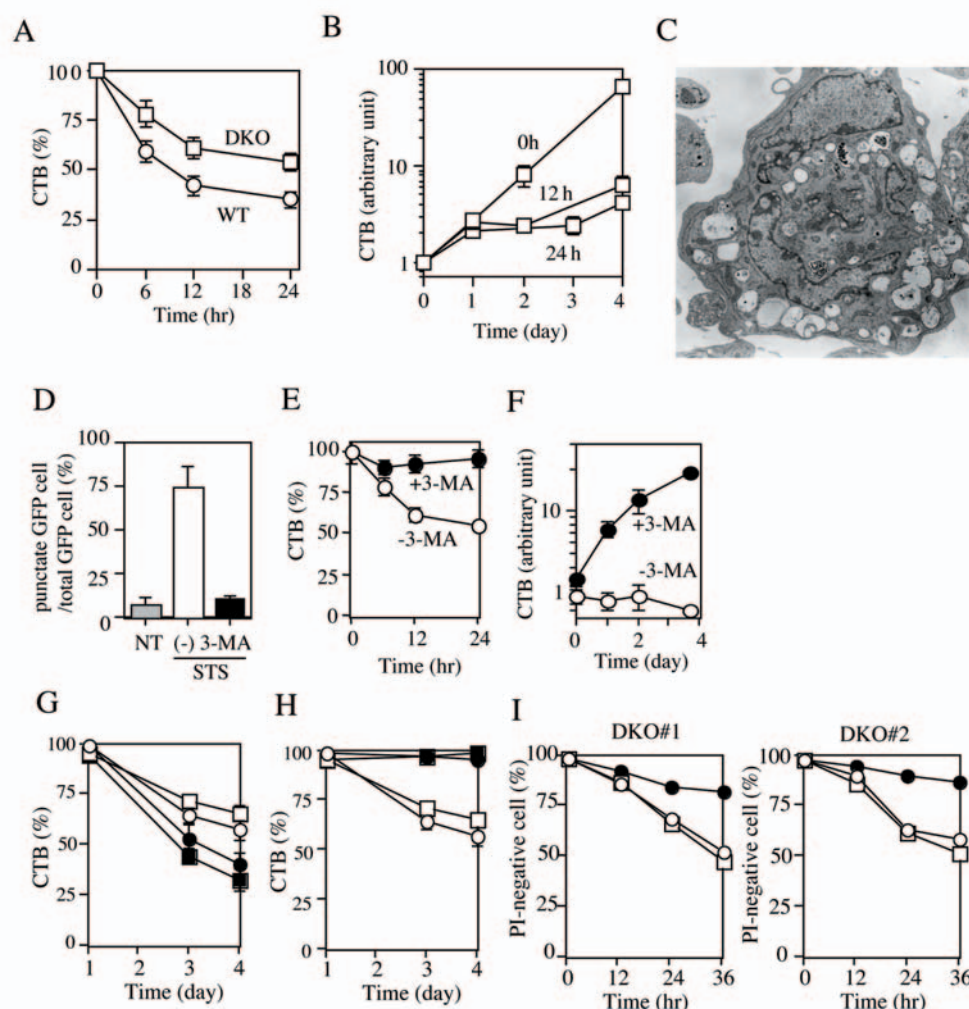 A
100
75
50
25
0
CTB (%)
DKO
WT
0 6 12 18 24
Time (hr)
B
100
10
1
CTB (arbitrary unit)
0h
12 h
24 h
0 1 2 3 4
Time (day)
C
D
100
75
50
25
0
punctate GFP cell
/total GFP cell (%)
NT (-) 3-MA
STS
E
100
75
50
25
0
CTB (%)
+3-MA
-3-MA
0 12 24
Time (hr)
F
10
1
0
CTB (arbitrary unit)
+3-MA
-3-MA
0 2 4
Time (day)
G
100
75
50
25
0
CTB (%)
1 2 3 4
Time (day)
H
100
75
50
25
0
CTB (%)
1 2 3 4
Time (day)
I
DKO#1
100
75
50
25
0
PI-negative cell (%)
0 12 24 36
Time (hr)
DKO#2
100
75
50
25
0
PI-negative cell (%)
0 12 24 36
Time (hr)